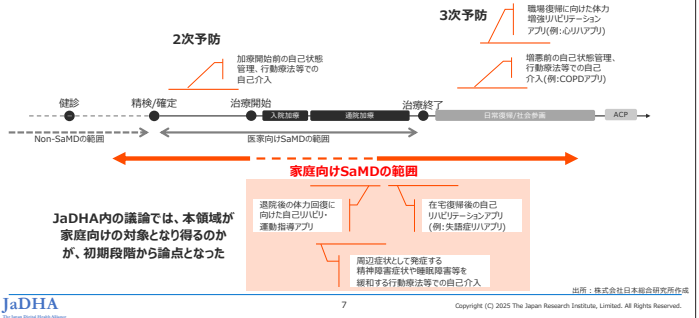 3次予防
職場復帰に向けた体力
増強リハビリテーション
アプリ(例:心リハアプリ)
2次予防
加療開始前の自己状態
管理、行動療法等での
自己介入
増悪前の自己状態管理、
行動療法等での自己
介入(例:COPDアプリ)
健診
精検/確定
治療開始
入院加療
通院加療
治療終了
日常復帰/社会参画
ACP
Non-SaMDの範囲
医家向けSaMDの範囲
家庭向けSaMDの範囲
JaDHA内の議論では、本領域が
家庭向けの対象となり得るのか
が、初期段階から論点となった
退院後の体力回復に
向けた自己リハビリ・
運動指導アプリ
在宅復帰後の自己
リハビリテーションアプリ
(例:失語症リハアプリ)
周辺症状として発症する
精神障害症状や睡眠障害等を
緩和する行動療法等での自己介入
出所：株式会社日本総合研究所作成
JaDHA
The Japan Digital Health Alliance
7
Copyright (C) 2025 The Japan Research Institute, Limited. All Rights Reserved.